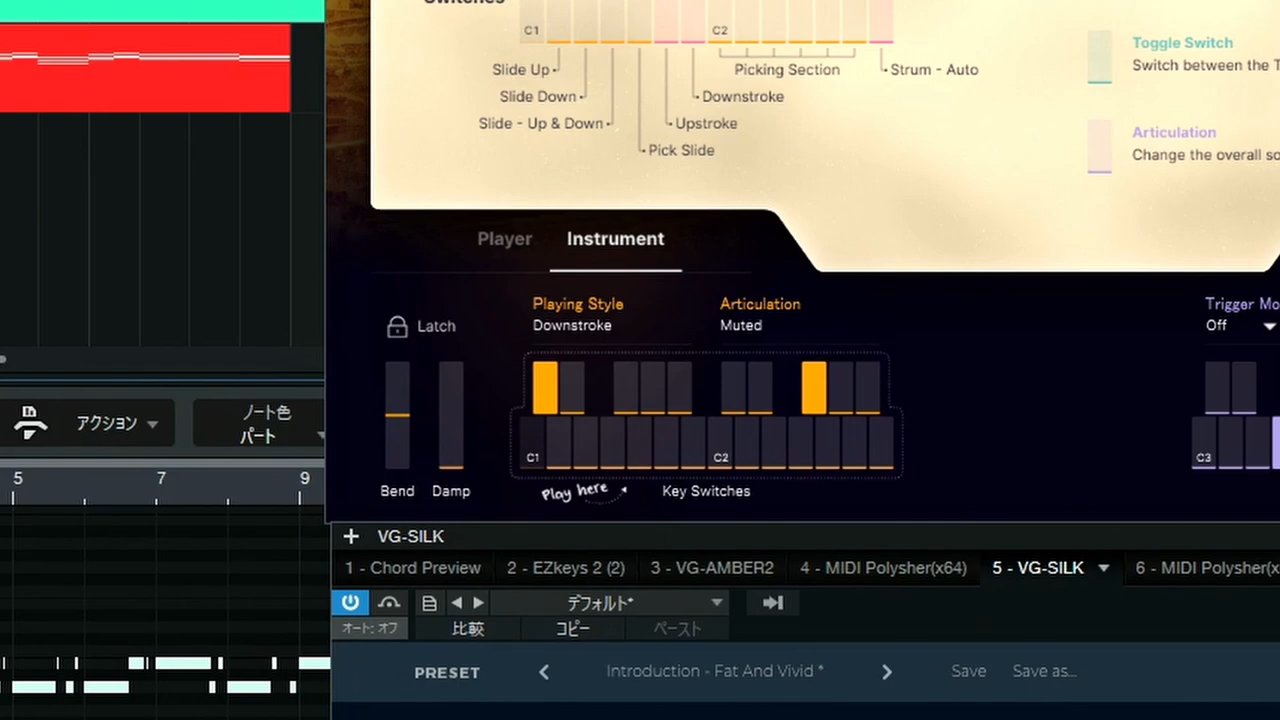 Switches
C1
C2
Slide Up
Picking Section
Strum - Auto
Slide Down
Downstroke
Slide - Up & Down
Upstroke
Pick Slide
Toggle Switch
Switch between the T
Articulation
Change the overall so
Player
Instrument
Playing Style
Downstroke
Articulation
Muted
Trigger Mo
Off
Latch
C1
C2
C3
Bend
Damp
Play here
Key Switches
アクション
ノート色
パート
5
7
9
VG-SILK
1 - Chord Preview
2 - EZkeys 2 (2)
3 - VG-AMBER2
4 - MIDI Polysher(x64)
5 - VG-SILK
6 - MIDI Polysher(x
デフォルト*
オート: オフ
比較
コピー
ペースト
PRESET
Introduction - Fat And Vivid *
Save
Save as...